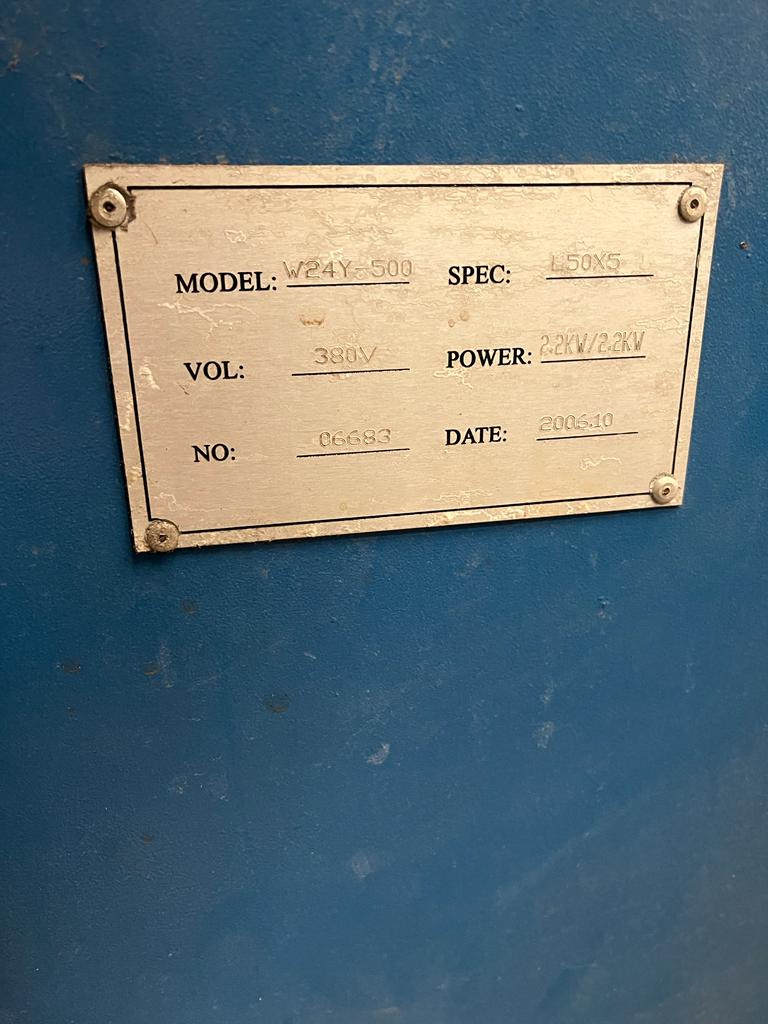 MODEL: W24Y-500 SPEC: L50X5
VOL: 380V POWER: 2.2KW/2.2KW
NO: 06683 DATE: 2006.10